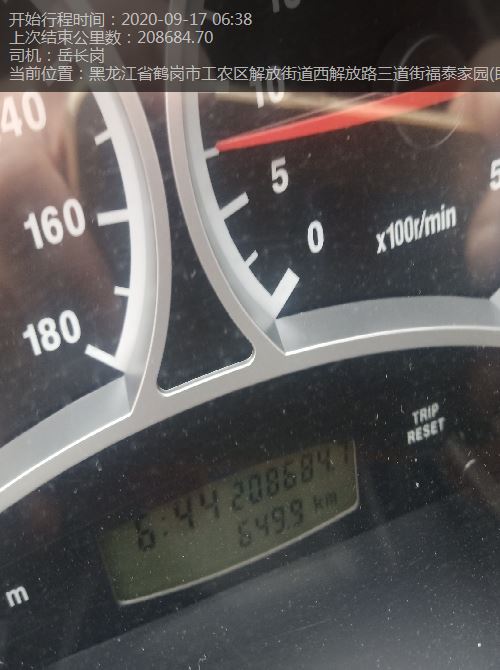 开始行程时间：2020-09-17 06:38
上次结束公里数：208684.70
司机：岳长岗
当前位置：黑龙江省鹤岗市工农区解放街道西解放路三道街福泰家园(
10
5
0
x100r/min
5
160
180
TRIP
RESET
6:44 208684.7
649.9 km
m